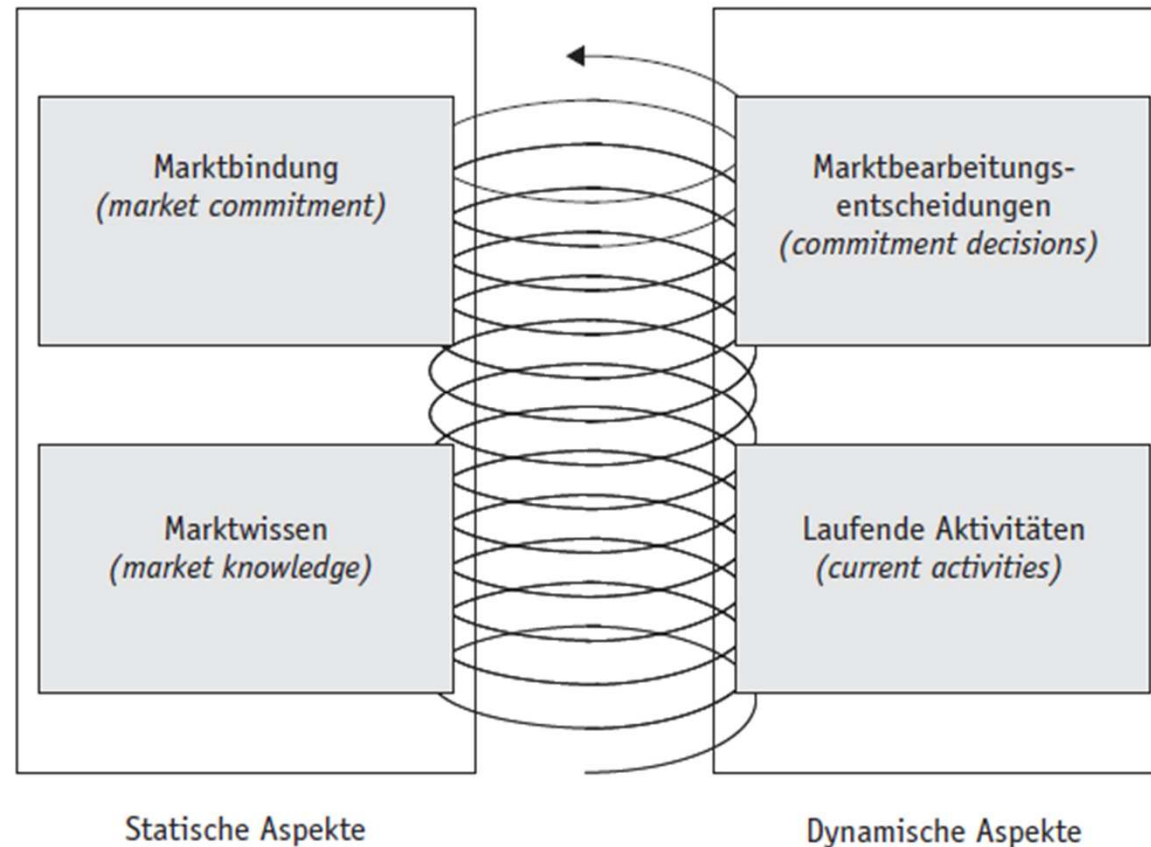 Marktbindung
(market commitment)
Marktbearbeitungs-
entscheidungen
(commitment decisions)
Marktwissen
(market knowledge)
Laufende Aktivitäten
(current activities)
Statische Aspekte
Dynamische Aspekte